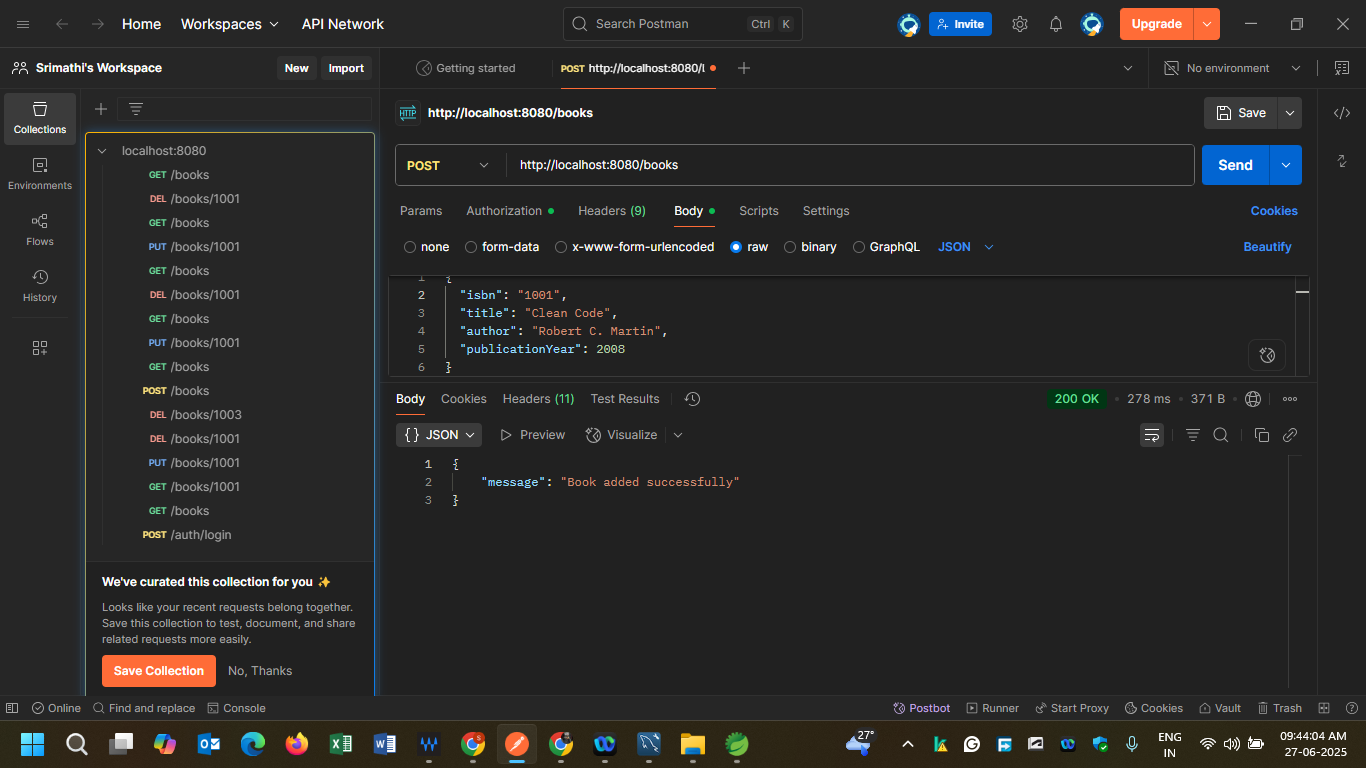 Home Workspaces API Network Search Postman Ctrl K Invite Upgrade
Srimathi's Workspace New Import Getting started POST http://localhost:8080/l No environment
Collections
Environments
Flows
History
localhost:8080
GET /books
DEL /books/1001
GET /books
PUT /books/1001
GET /books
DEL /books/1001
GET /books
PUT /books/1001
GET /books
POST /books
DEL /books/1003
DEL /books/1001
PUT /books/1001
GET /books/1001
GET /books
POST /auth/login
We've curated this collection for you ✨
Looks like your recent requests belong together.
Save this collection to test, document, and share
related requests more easily.
Save Collection No, Thanks
HTTP http://localhost:8080/books Save
POST http://localhost:8080/books Send
Params Authorization Headers (9) Body Scripts Settings Cookies
none form-data x-www-form-urlencoded raw binary GraphQL JSON Beautify
1 {
2 "isbn": "1001",
3 "title": "Clean Code",
4 "author": "Robert C. Martin",
5 "publicationYear": 2008
6 }
Body Cookies Headers (11) Test Results 200 OK • 278 ms • 371 B
{} JSON Preview Visualize
1 {
2 "message": "Book added successfully"
3 }
Online Find and replace Console Postbot Runner Start Proxy Cookies Vault Trash
27° ENG
IN
09:44:04 AM
27-06-2025